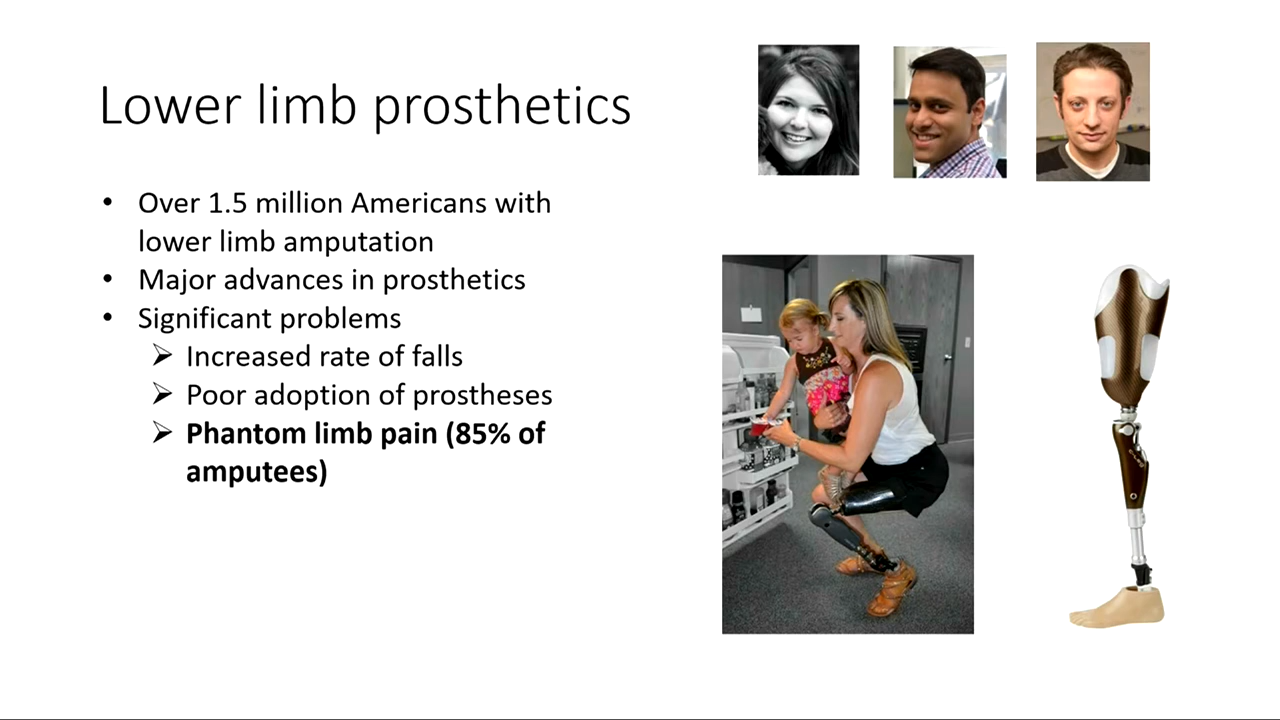 Lower limb prosthetics
• Over 1.5 million Americans with
lower limb amputation
• Major advances in prosthetics
• Significant problems
➢ Increased rate of falls
➢ Poor adoption of prostheses
➢ Phantom limb pain (85% of
amputees)